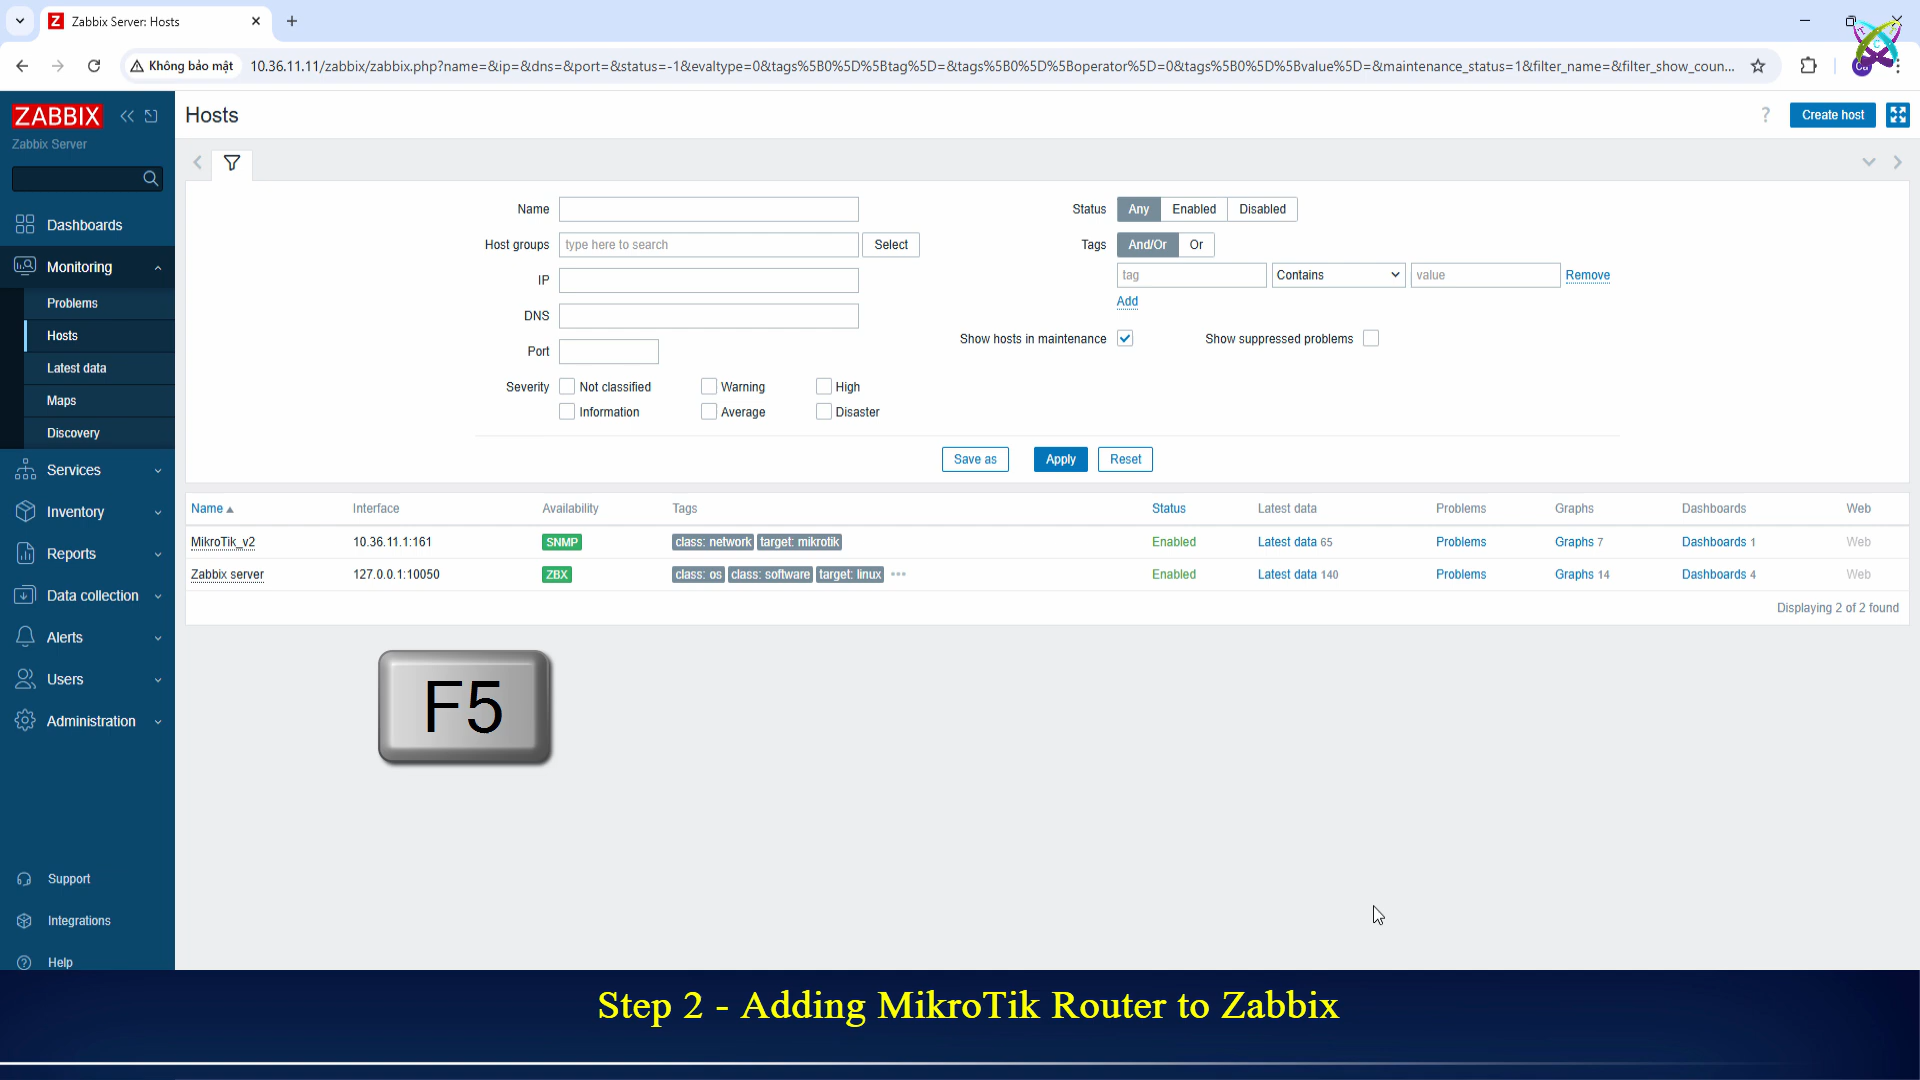 Zabbix Server: Hosts
Không bảo mật
10.36.11.11/zabbix/zabbix.php?name=&ip=&dns=&port=&status=-1&evaltype=0&tags%5B0%5D%5Btag%5D=&tags%5B0%5D%5Boperator%5D=0&tags%5B0%5D%5Bvalue%5D=&maintenance_status=1&filter_name=&filter_show_coun...
ZABBIX
Zabbix Server
Dashboards
Monitoring
Problems
Hosts
Latest data
Maps
Discovery
Services
Inventory
Reports
Data collection
Alerts
Users
Administration
Support
Integrations
Help
Hosts
? Create host
Name
Host groups type here to search Select
IP
DNS
Port
Severity Not classified Warning High
Information Average Disaster
Status Any Enabled Disabled
Tags And/Or Or
tag Contains value Remove
Add
Show hosts in maintenance Show suppressed problems
Save as Apply Reset
Name Interface Availability Tags Status Latest data Problems Graphs Dashboards Web
MikroTik_v2 10.36.11.1:161 SNMP class: network target: mikrotik Enabled Latest data 65 Problems Graphs 7 Dashboards 1 Web
Zabbix server 127.0.0.1:10050 ZBX class: os class: software target: linux ••• Enabled Latest data 140 Problems Graphs 14 Dashboards 4 Web
Displaying 2 of 2 found
F5
Step 2 - Adding MikroTik Router to Zabbix